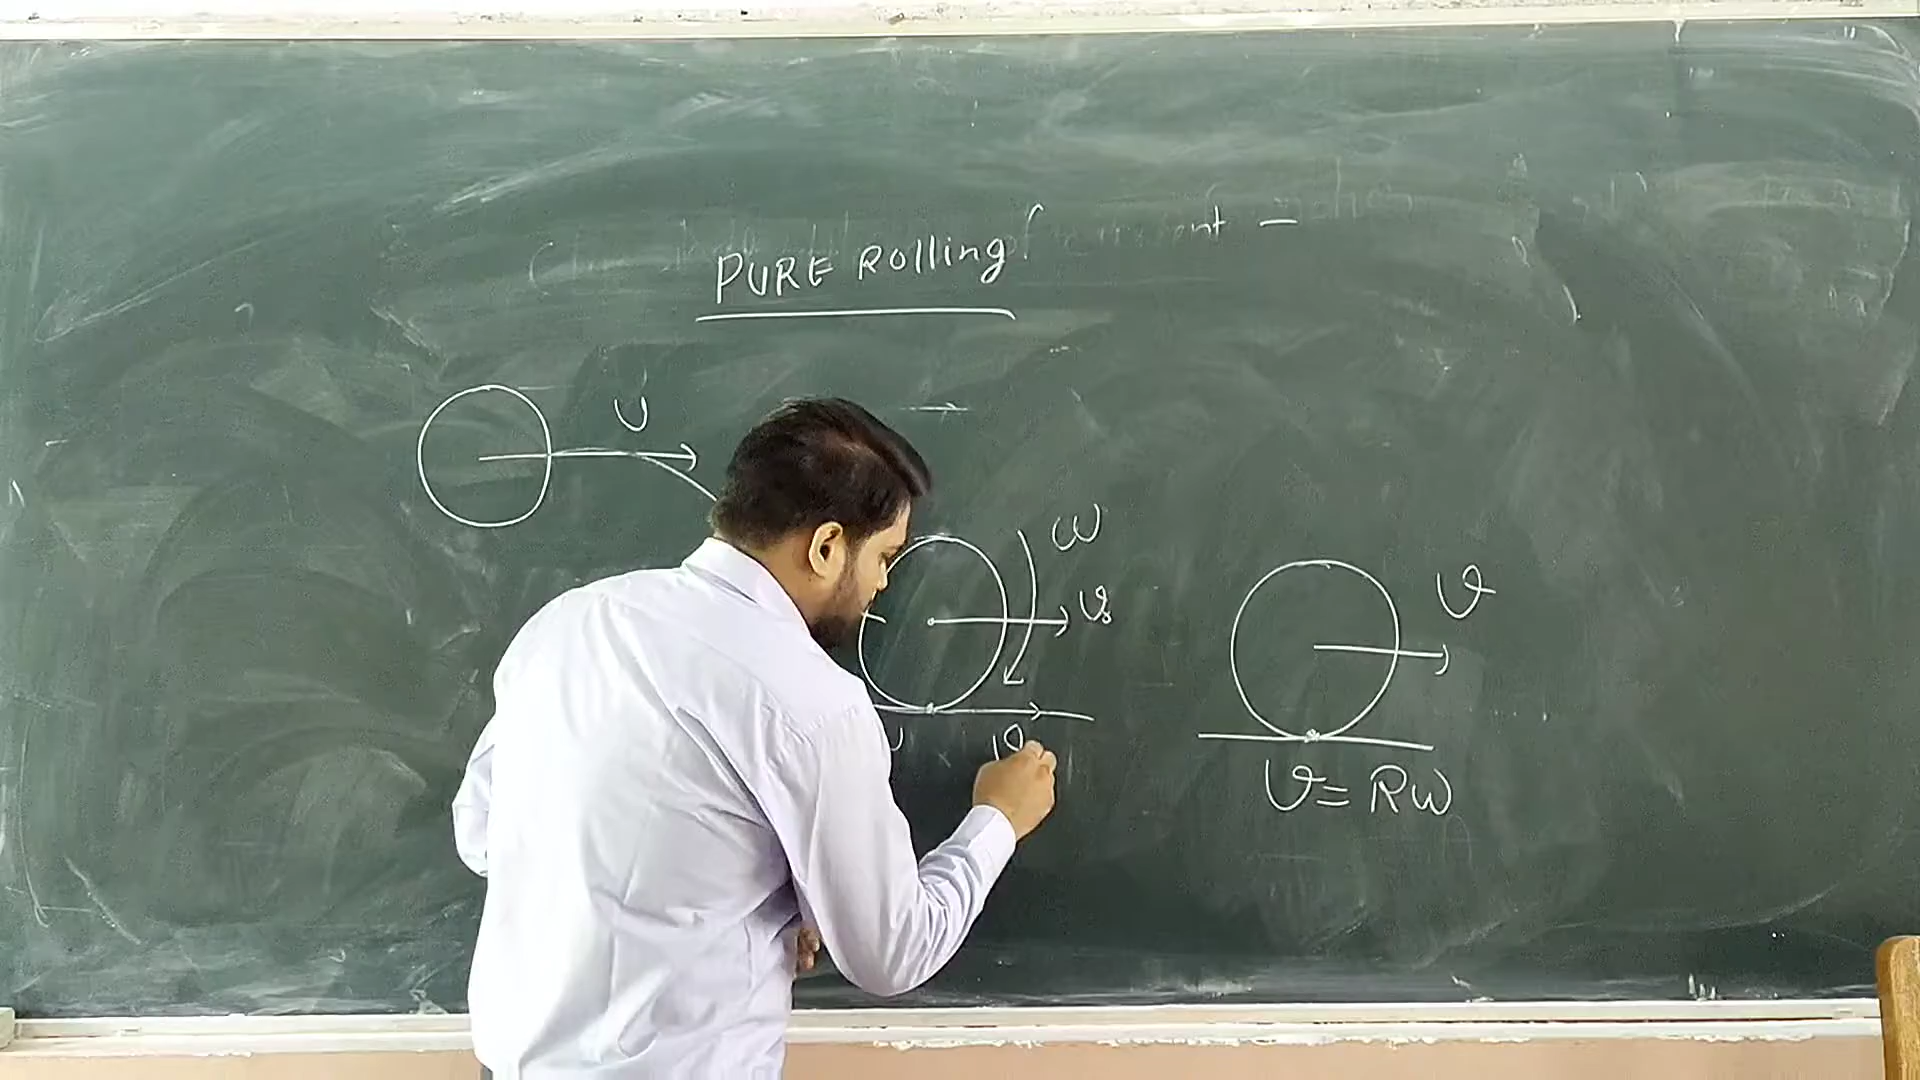 PURE Rolling
υ
ω
υ
υ
υ = Rω